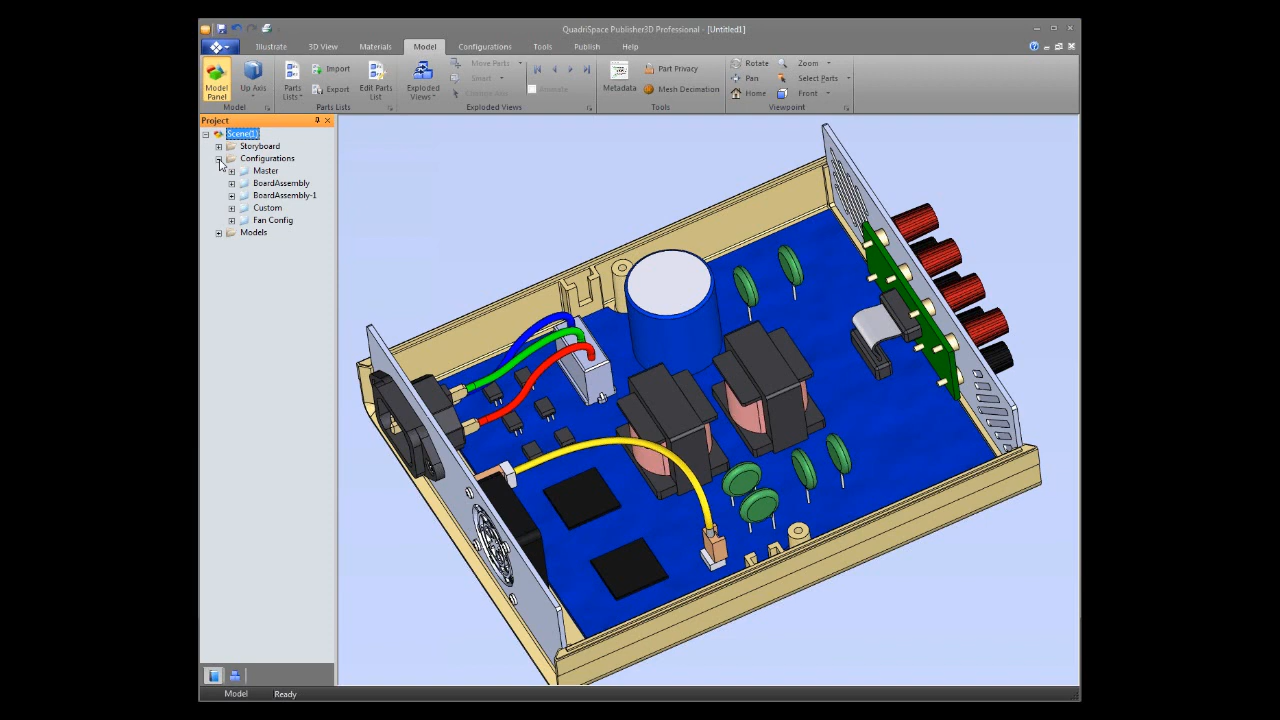 QuadriSpace Publisher3D Professional - [Untitled1]
Illustrate 3D View Materials Model Configurations Tools Publish Help
Model Panel
Up Axis
Parts Lists
Import
Export
Edit Parts List
Exploded Views
Move Parts
Smart
Animate
Metadata
Part Privacy
Mesh Decimation
Rotate
Pan
Home
Zoom
Select Parts
Front
Model Parts Lists Exploded Views Tools Viewpoint
Project
Scene(1)
Storyboard
Configurations
Master
BoardAssembly
BoardAssembly-1
Custom
Fan Config
Models
Model Ready